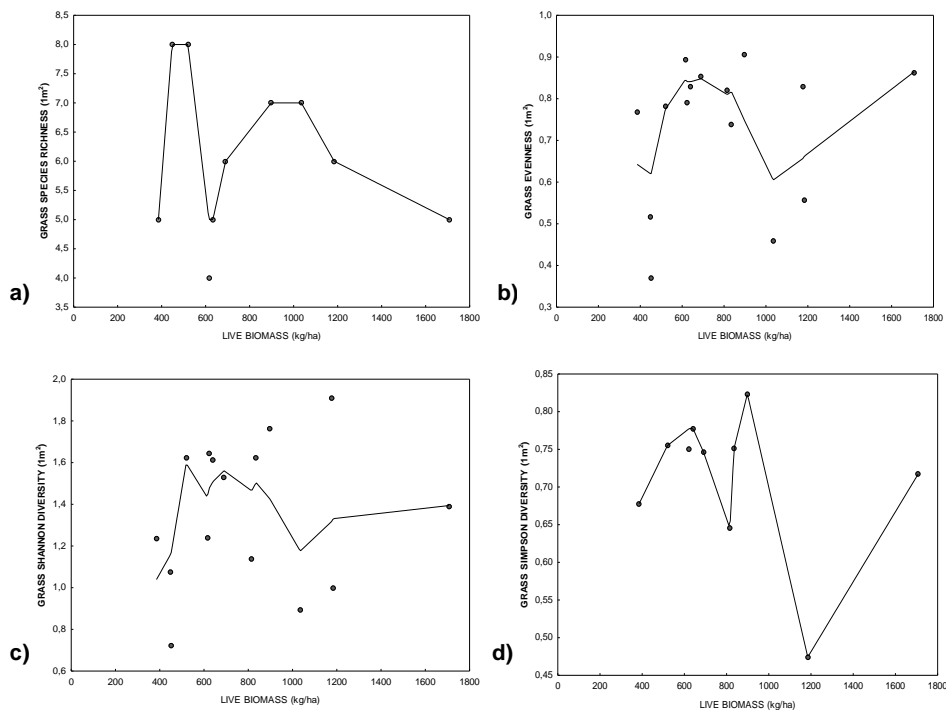 8,5
8,0
7,5
7,0
6,5
6,0
5,5
5,0
4,5
4,0
3,5
GRASS SPECIES RICHNESS (1m²)
0 200 400 600 800 1000 1200 1400 1600 1800
LIVE BIOMASS (kg/ha)
a)
1,0
0,9
0,8
0,7
0,6
0,5
0,4
0,3
GRASS EVENNESS (1m²)
0 200 400 600 800 1000 1200 1400 1600 1800
LIVE BIOMASS (kg/ha)
b)
2,0
1,8
1,6
1,4
1,2
1,0
0,8
0,6
GRASS SHANNON DIVERSITY (1m²)
0 200 400 600 800 1000 1200 1400 1600 1800
LIVE BIOMASS (kg/ha)
c)
0,85
0,80
0,75
0,70
0,65
0,60
0,55
0,50
0,45
GRASS SIMPSON DIVERSITY (1m²)
0 200 400 600 800 1000 1200 1400 1600 1800
LIVE BIOMASS (kg/ha)
d)